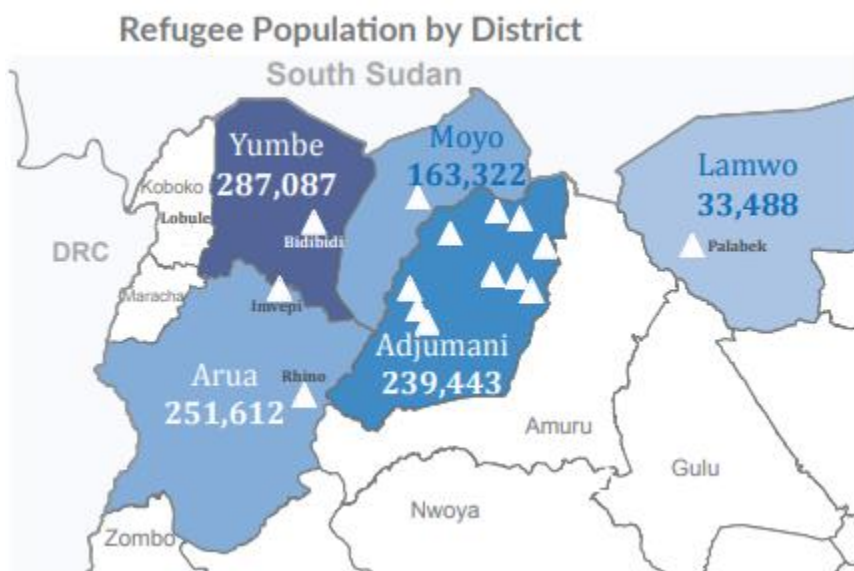 Refugee Population by District
South Sudan
Yumbe
287,087
Moyo
163,322
Lamwo
33,488
Koboko
Lobule
Bidibidi
Palabek
DRC
Maracha
Imvepi
Adjumani
239,443
Arua
251,612
Rhino
Amuru
Gulu
Nwoya
Zombo